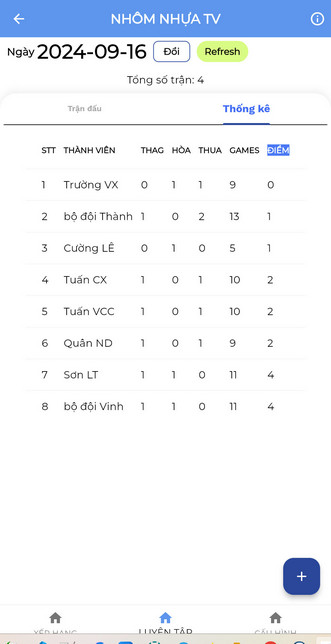 NHÓM NHỰA TV
Ngày 2024-09-16 Đổi Refresh
Tổng số trận: 4
Trận đấu Thống kê
STT THÀNH VIÊN THAG HÒA THUA GAMES ĐIỂM
1 Trường VX 0 1 1 9 0
2 bộ đội Thành 1 0 2 13 1
3 Cường LÊ 0 1 0 5 1
4 Tuấn CX 1 0 1 10 2
5 Tuấn VCC 1 0 1 10 2
6 Quân ND 1 0 1 9 2
7 Sơn LT 1 1 0 11 4
8 bộ đội Vinh 1 1 0 11 4
XẾP HẠNG LUYỆN TẬP CẤU HÌNH